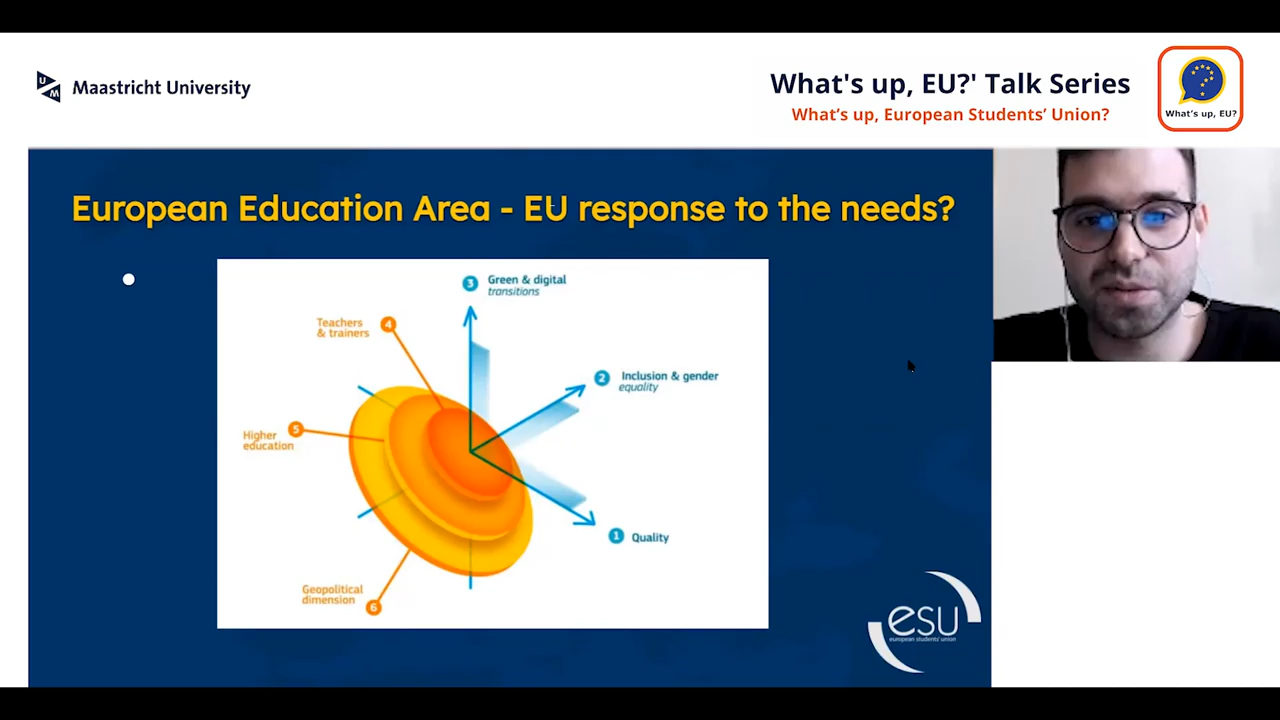 UM
Maastricht University
What's up, EU?' Talk Series
What's up, European Students' Union?
What's up, EU?
European Education Area - EU response to the needs?
3 Green & digital
transitions
Teachers 4
& trainers
2 Inclusion & gender
equality
Higher 5
education
1 Quality
Geopolitical
dimension 6
esu
european students' union